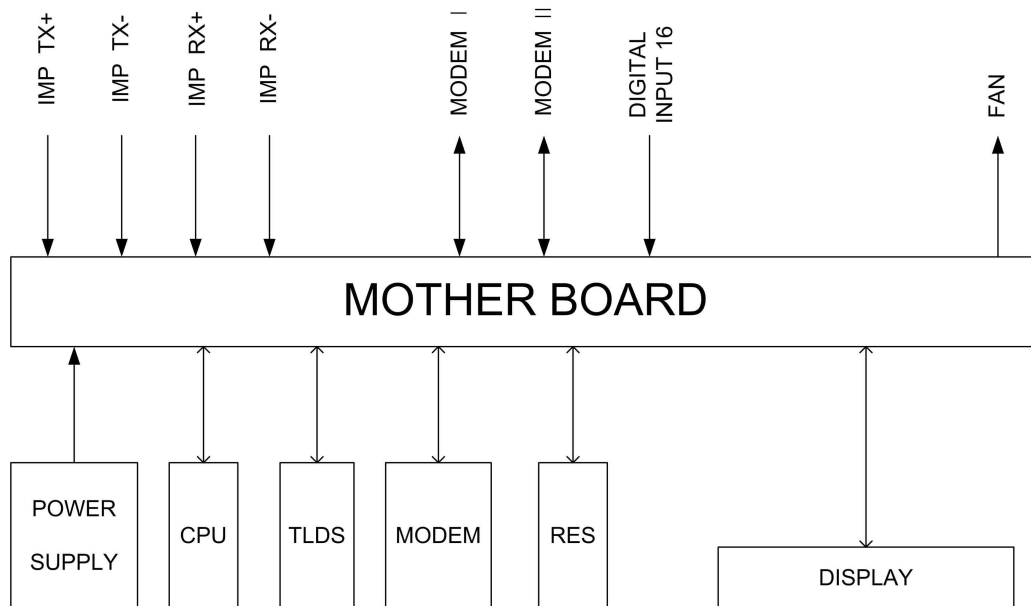 IMP TX+
IMP TX-
IMP RX+
IMP RX-
MODEM I
MODEM II
DIGITAL
INPUT 16
FAN
MOTHER BOARD
POWER
SUPPLY
CPU
TLDS
MODEM
RES
DISPLAY